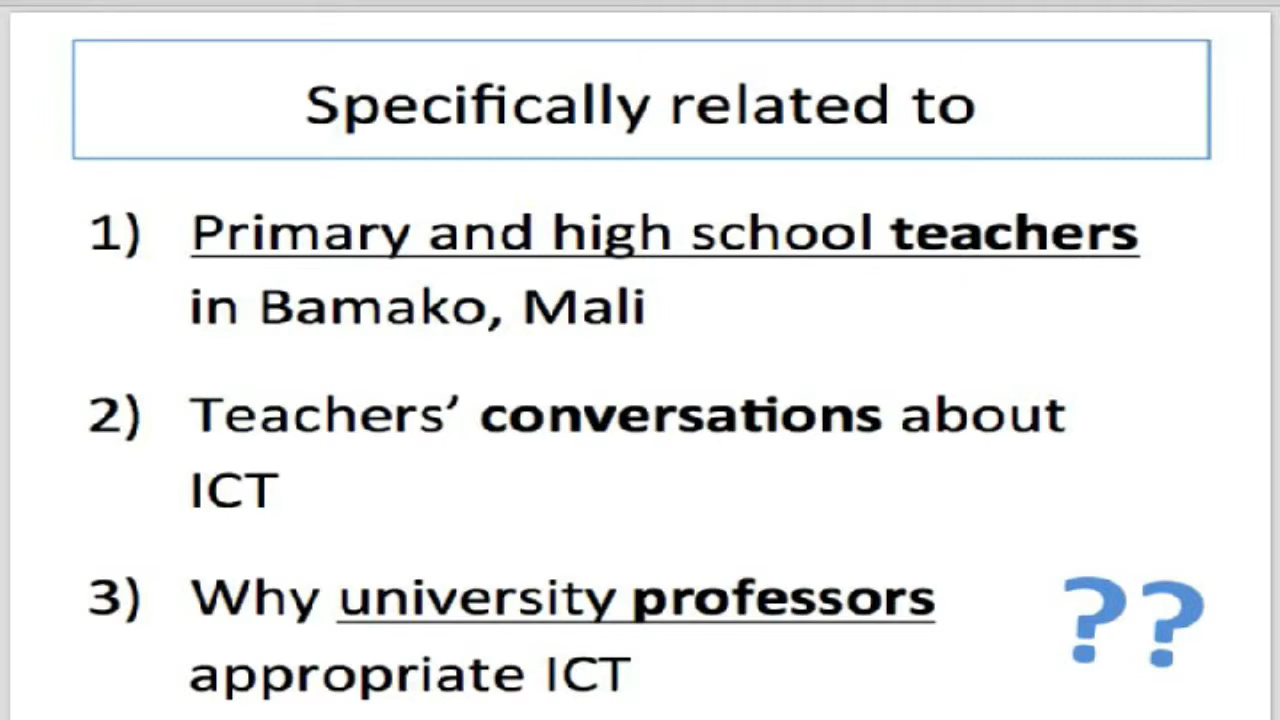 Specifically related to
1) Primary and high school teachers
in Bamako, Mali
2) Teachers’ conversations about
ICT
3) Why university professors
appropriate ICT
??